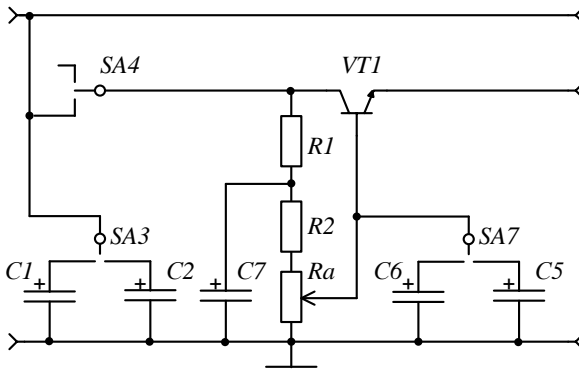 SA4
VT1
R1
SA3
R2
SA7
C1
C2
C7
Ra
C6
C5
+
+
+
+
+